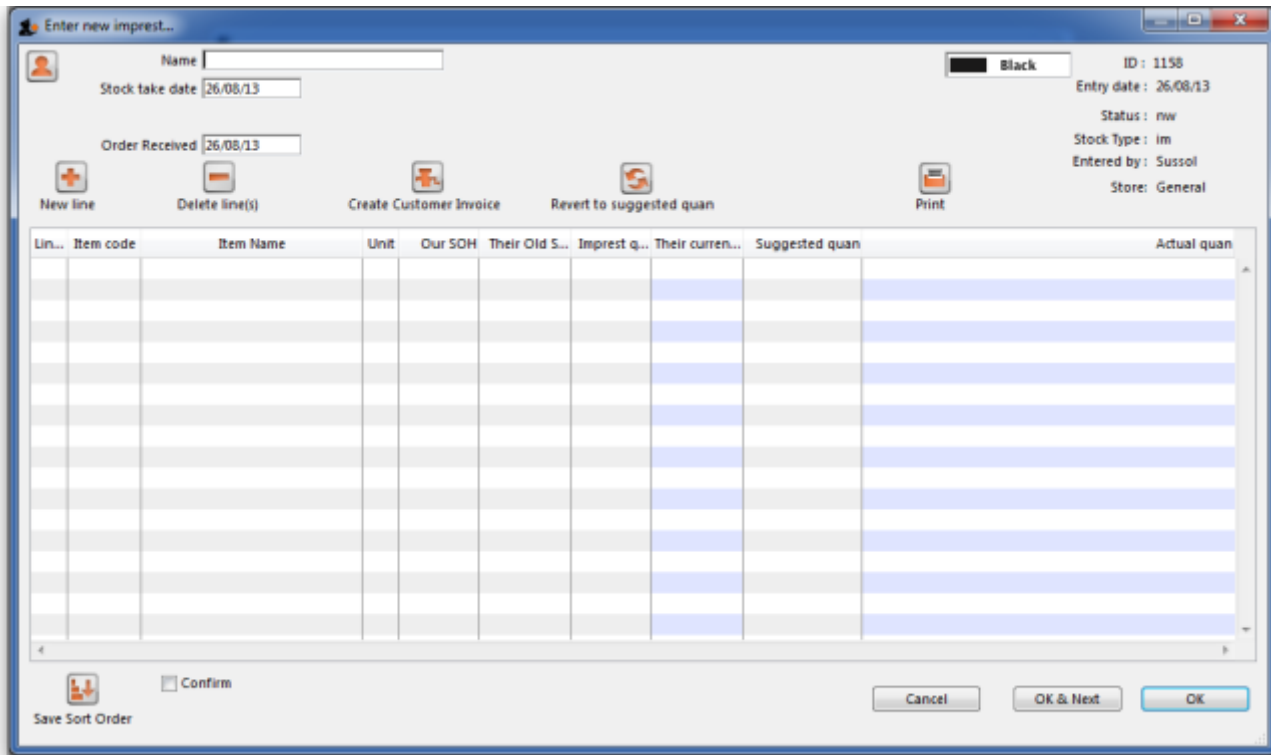 Enter new imprest...
Name
Black
ID : 1158
Stock take date 26/08/13
Entry date : 26/08/13
Status : nw
Order Received 26/08/13
Stock Type : im
Entered by : Sussol
Store: General
New line
Delete line(s)
Create Customer Invoice
Revert to suggested quan
Print
Lin... Item code Item Name Unit Our SOH Their Old S... Imprest q... Their curren... Suggested quan Actual quan
Confirm
Save Sort Order
Cancel
OK & Next
OK